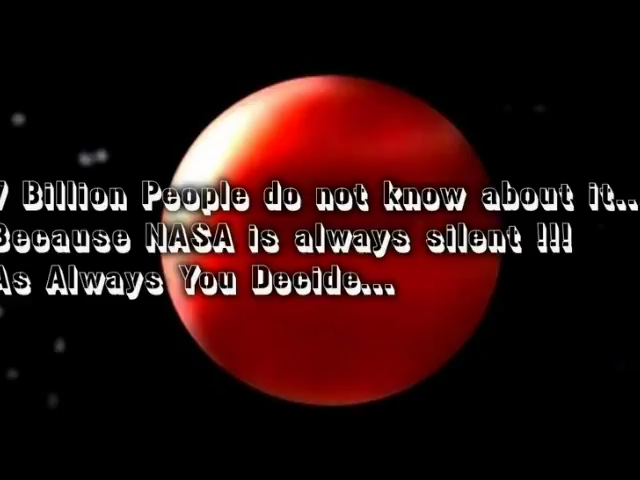 7 Billion People do not know about it..
Because NASA is always silent !!!
As Always You Decide...